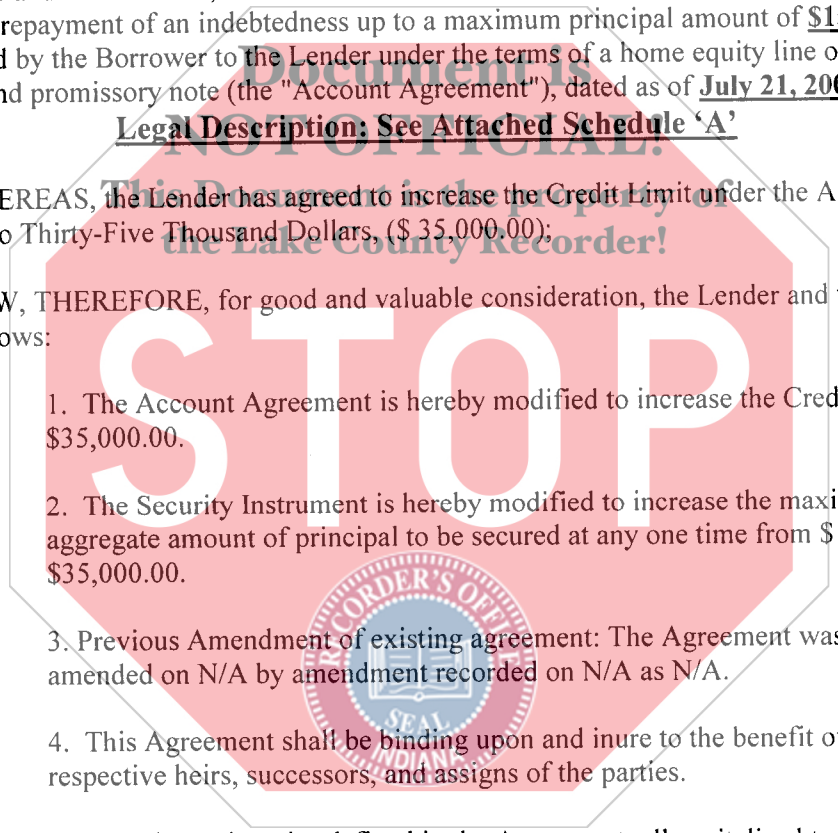 repayment of an indebtedness up to a maximum principal amount of $1
by the Borrower to the Lender under the terms of a home equity line o
nd promissory note (the "Account Agreement"), dated as of July 21, 200
Legal Description: See Attached Schedule ‘A’
Document is
NOT OFFICIAL!
This Document is the property of
the Lake County Recorder!
EREAS, the Lender has agreed to increase the Credit Limit under the A
o Thirty-Five Thousand Dollars, ($ 35,000.00);
W, THEREFORE, for good and valuable consideration, the Lender and
ows:
STOP
1. The Account Agreement is hereby modified to increase the Cred
$35,000.00.
2. The Security Instrument is hereby modified to increase the maxi
aggregate amount of principal to be secured at any one time from $
$35,000.00.
3. Previous Amendment of existing agreement: The Agreement was
amended on N/A by amendment recorded on N/A as N/A.
4. This Agreement shall be binding upon and inure to the benefit o
respective heirs, successors, and assigns of the parties.
RECORDER'S OFFICE
SEAL
INDIANA